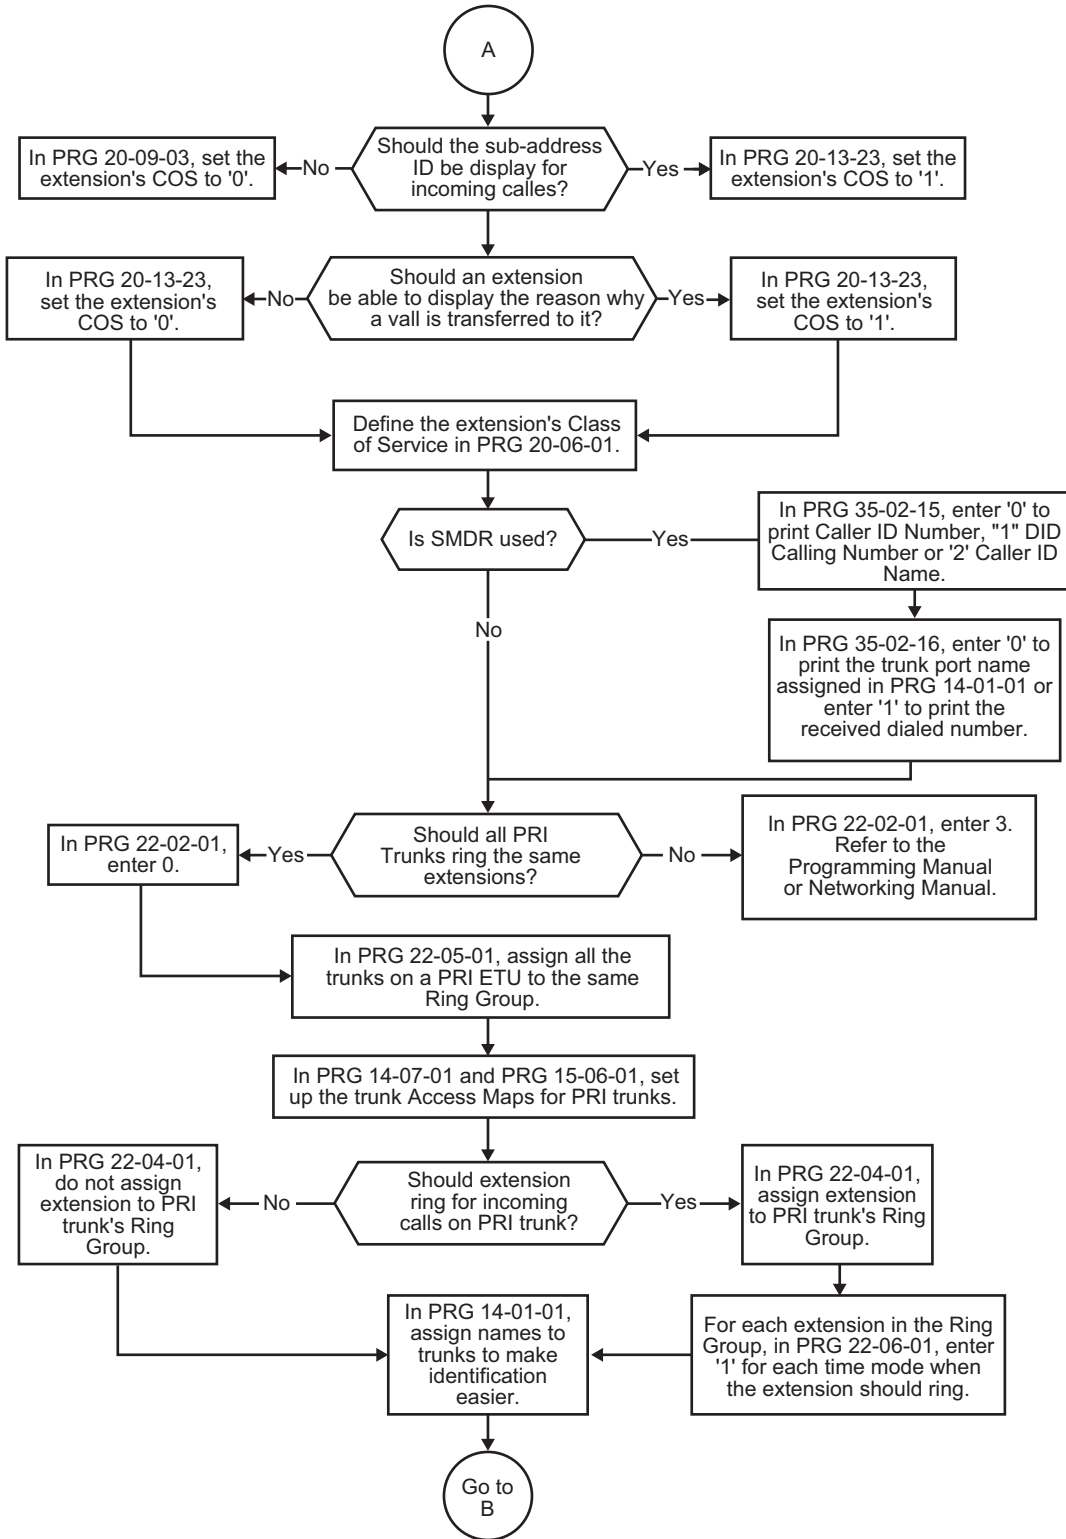 A
Should the sub-address
ID be display for
incoming calles?
No
In PRG 20-09-03, set the
extension's COS to '0'.
Yes
In PRG 20-13-23, set the
extension's COS to '1'.
Should an extension
be able to display the reason why
a vall is transferred to it?
No
In PRG 20-13-23,
set the extension's
COS to '0'.
Yes
In PRG 20-13-23,
set the extension's
COS to '1'.
Define the extension's Class
of Service in PRG 20-06-01.
Is SMDR used?
Yes
In PRG 35-02-15, enter '0' to
print Caller ID Number, "1" DID
Calling Number or '2' Caller ID
Name.
No
In PRG 35-02-16, enter '0' to
print the trunk port name
assigned in PRG 14-01-01 or
enter '1' to print the
received dialed number.
Should all PRI
Trunks ring the same
extensions?
Yes
In PRG 22-02-01,
enter 0.
No
In PRG 22-02-01, enter 3.
Refer to the
Programming Manual
or Networking Manual.
In PRG 22-05-01, assign all the
trunks on a PRI ETU to the same
Ring Group.
In PRG 14-07-01 and PRG 15-06-01, set
up the trunk Access Maps for PRI trunks.
Should extension
ring for incoming
calls on PRI trunk?
No
In PRG 22-04-01,
do not assign
extension to PRI
trunk's Ring
Group.
Yes
In PRG 22-04-01,
assign extension
to PRI trunk's Ring
Group.
For each extension in the Ring
Group, in PRG 22-06-01, enter
'1' for each time mode when
the extension should ring.
In PRG 14-01-01,
assign names to
trunks to make
identification
easier.
Go to
B